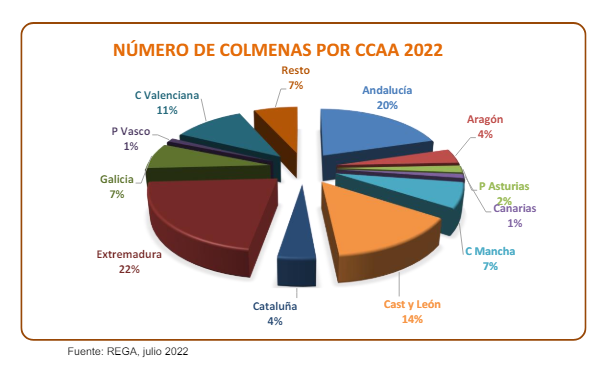 NÚMERO DE COLMENAS POR CCAA 2022
Resto
7%
Andalucía
20%
Aragón
4%
P Asturias
2%
Canarias
1%
C Mancha
7%
Cast y León
14%
Cataluña
4%
Extremadura
22%
Galicia
7%
P Vasco
1%
C Valenciana
11%
Fuente: REGA, julio 2022